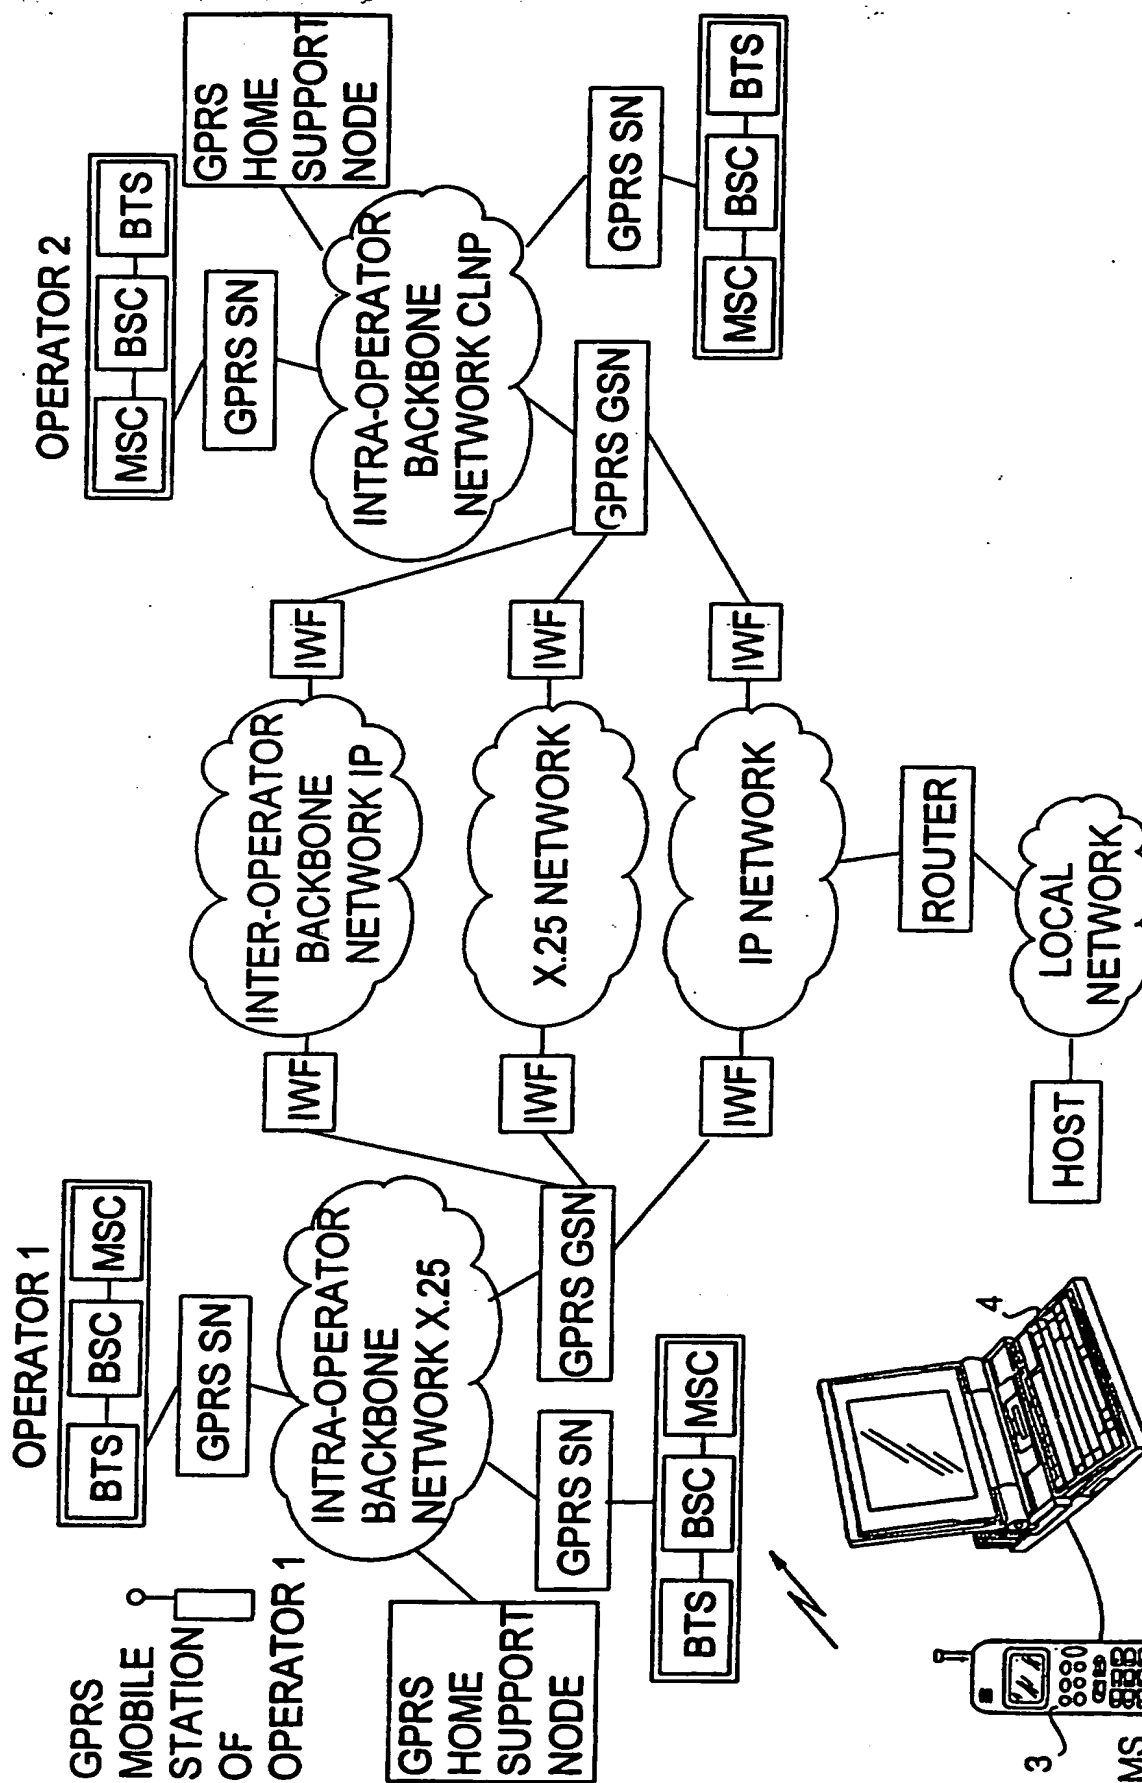 GPRS
MOBILE
STATION
OF
OPERATOR 1
OPERATOR 1
BTS
BSC
MSC
GPRS SN
OPERATOR 2
MSC
BSC
BTS
GPRS SN
GPRS
HOME
SUPPORT
NODE
INTRA-OPERATOR
BACKBONE
NETWORK X.25
GPRS
HOME
SUPPORT
NODE
GPRS SN
BTS
BSC
MSC
GPRS GSN
IWF
IWF
IWF
INTER-OPERATOR
BACKBONE
NETWORK IP
X.25 NETWORK
IP NETWORK
IWF
IWF
IWF
INTRA-OPERATOR
BACKBONE
NETWORK CLNP
GPRS GSN
GPRS SN
MSC
BSC
BTS
ROUTER
HOST
LOCAL
NETWORK
3
4
MS